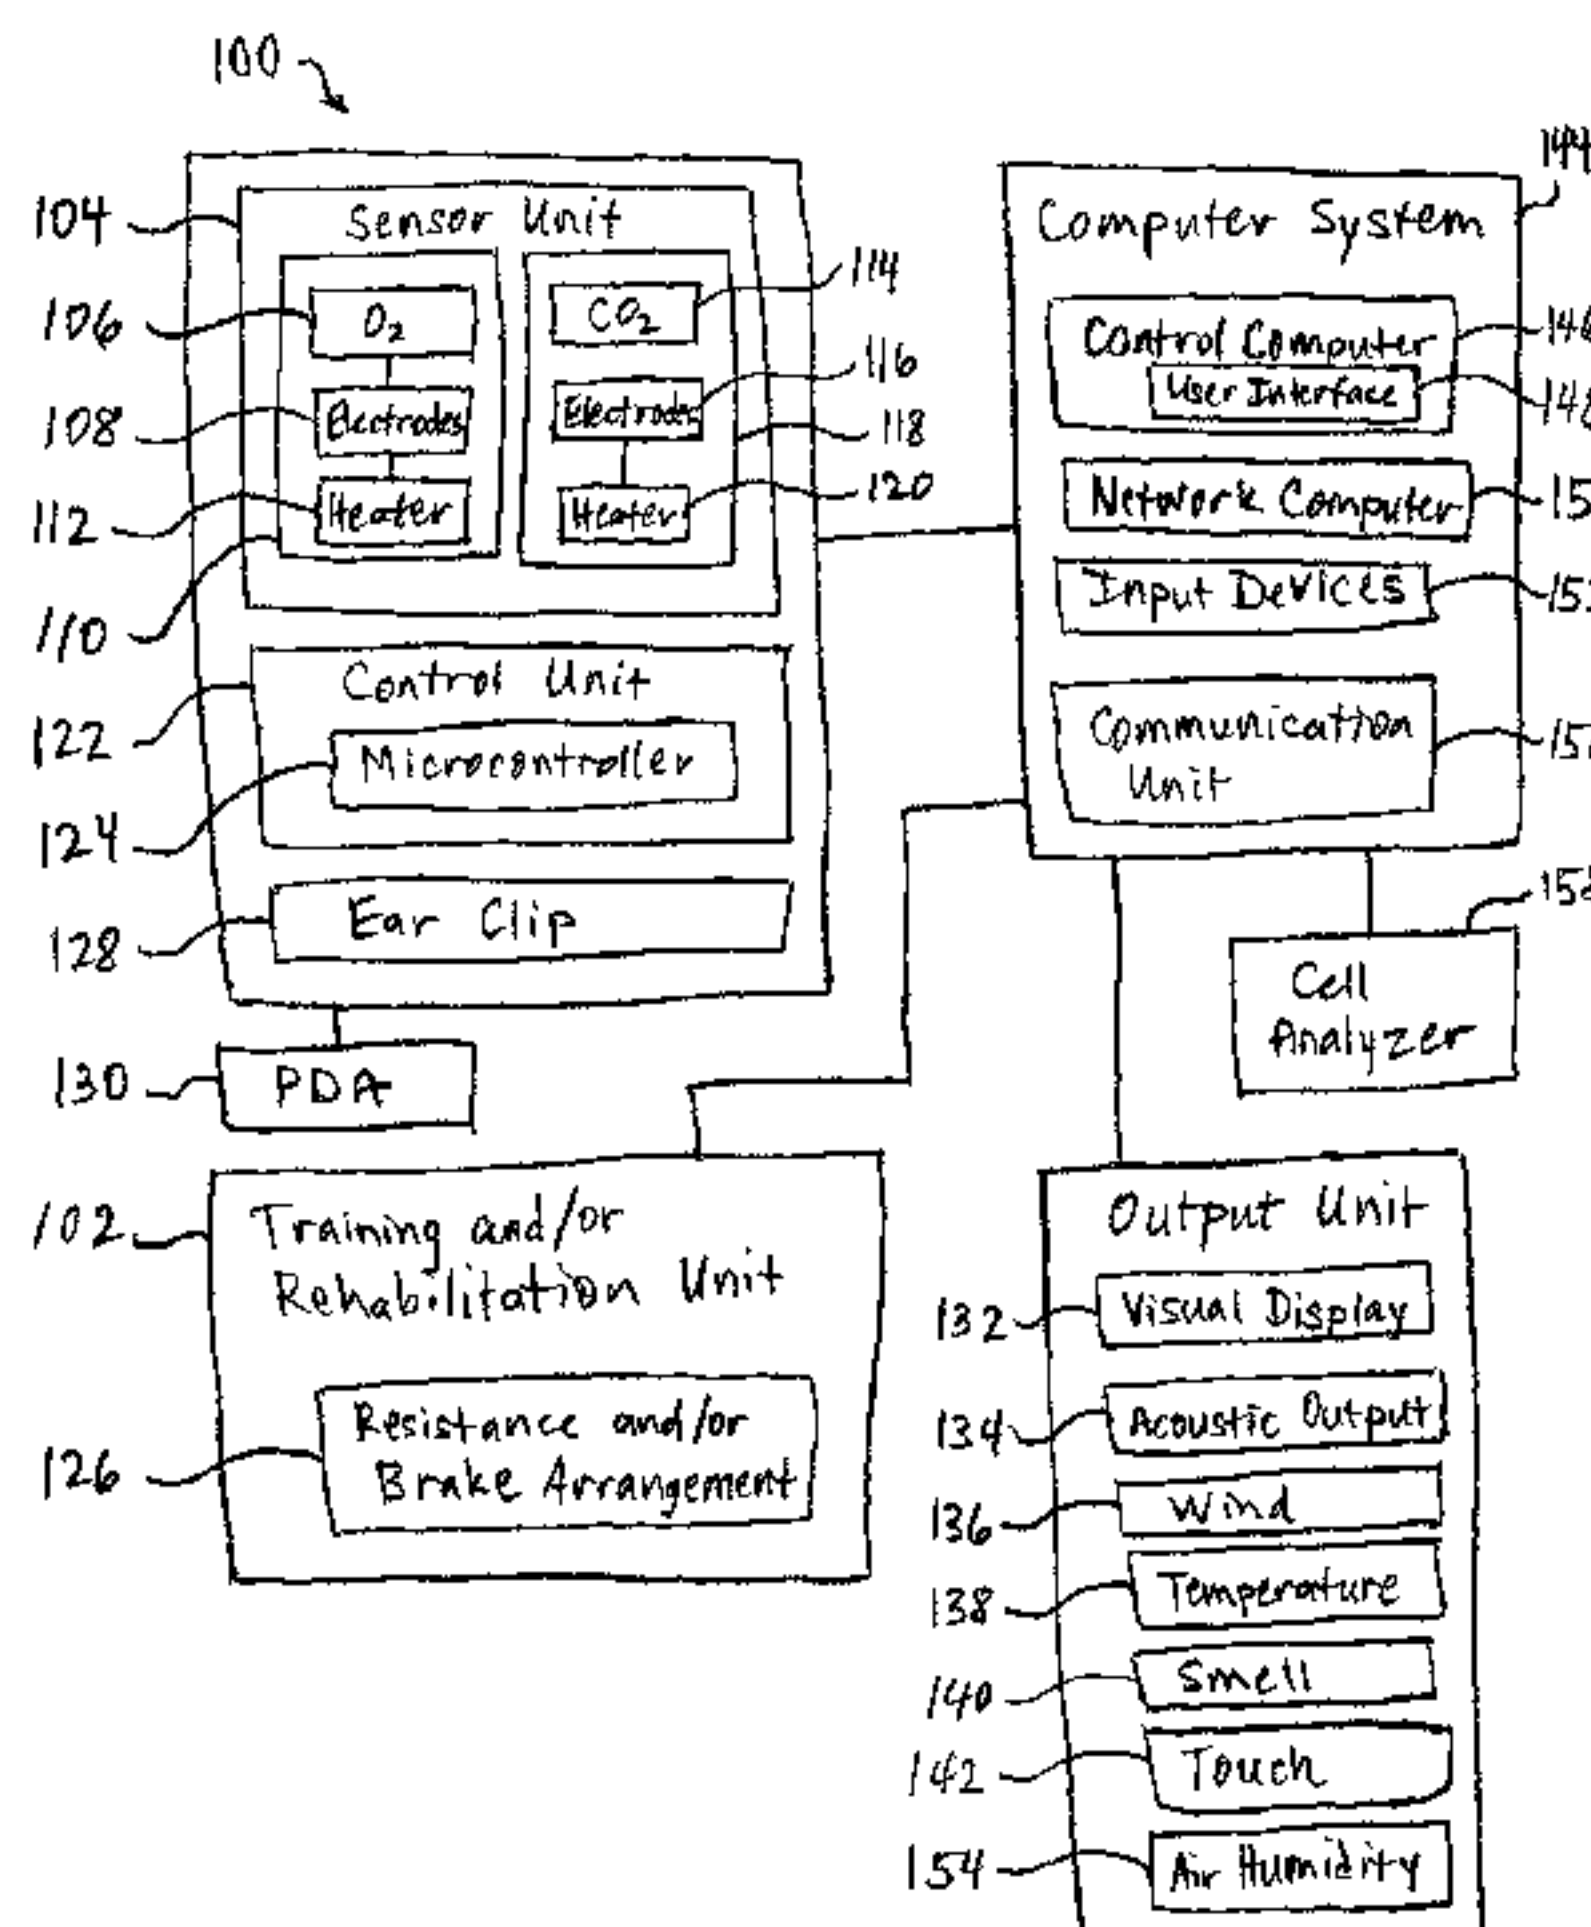 100
104
Sensor Unit
106
O2
CO2
114
108
Electrodes
Electrodes
116
118
112
Heater
Heater
120
110
122
Control Unit
124
Microcontroller
128
Ear Clip
130
PDA
102
Training and/or
Rehabilitation Unit
126
Resistance and/or
Brake Arrangement
144
Computer System
Control Computer
User Interface
Network Computer
Input Devices
Communication
Unit
Cell
Analyzer
Output Unit
132
Visual Display
134
Acoustic Output
136
Wind
138
Temperature
140
Smell
142
Touch
154
Air Humidity